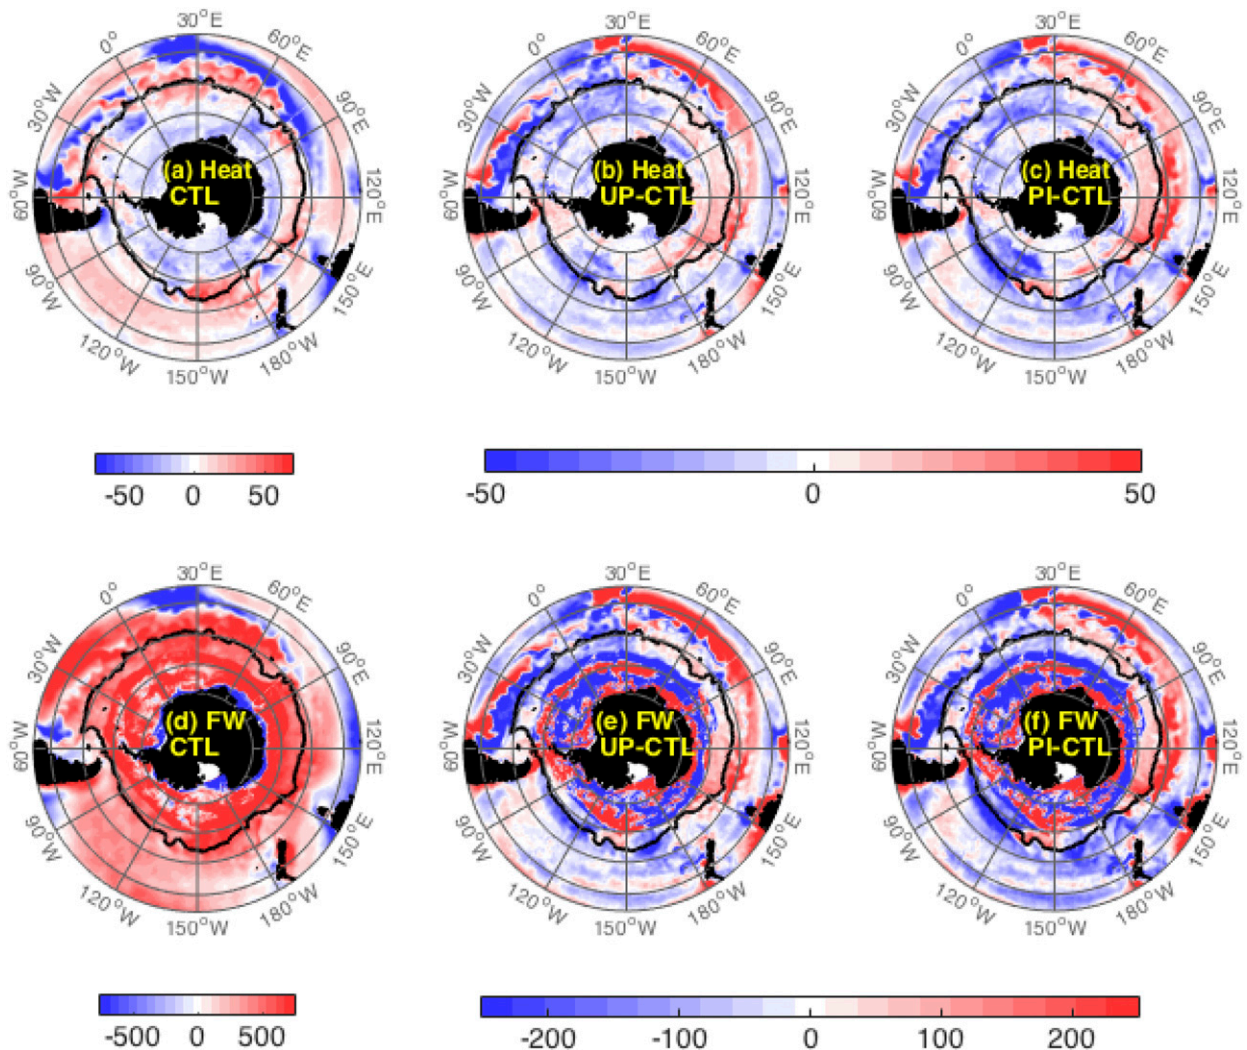 30°E
0°
60°E
30°W
90°E
60°W
120°E
90°W
150°E
120°W
180°W
150°W
(a) Heat
CTL
30°E
0°
60°E
30°W
90°E
60°W
120°E
90°W
150°E
120°W
180°W
150°W
(b) Heat
UP-CTL
30°E
0°
60°E
30°W
90°E
60°W
120°E
90°W
150°E
120°W
180°W
150°W
(c) Heat
PI-CTL
-50 0 50
-50 0 50
30°E
0°
60°E
30°W
90°E
60°W
120°E
90°W
150°E
120°W
180°W
150°W
(d) FW
CTL
30°E
0°
60°E
30°W
90°E
60°W
120°E
90°W
150°E
120°W
180°W
150°W
(e) FW
UP-CTL
30°E
0°
60°E
30°W
90°E
60°W
120°E
90°W
150°E
120°W
180°W
150°W
(f) FW
PI-CTL
-500 0 500
-200 -100 0 100 200